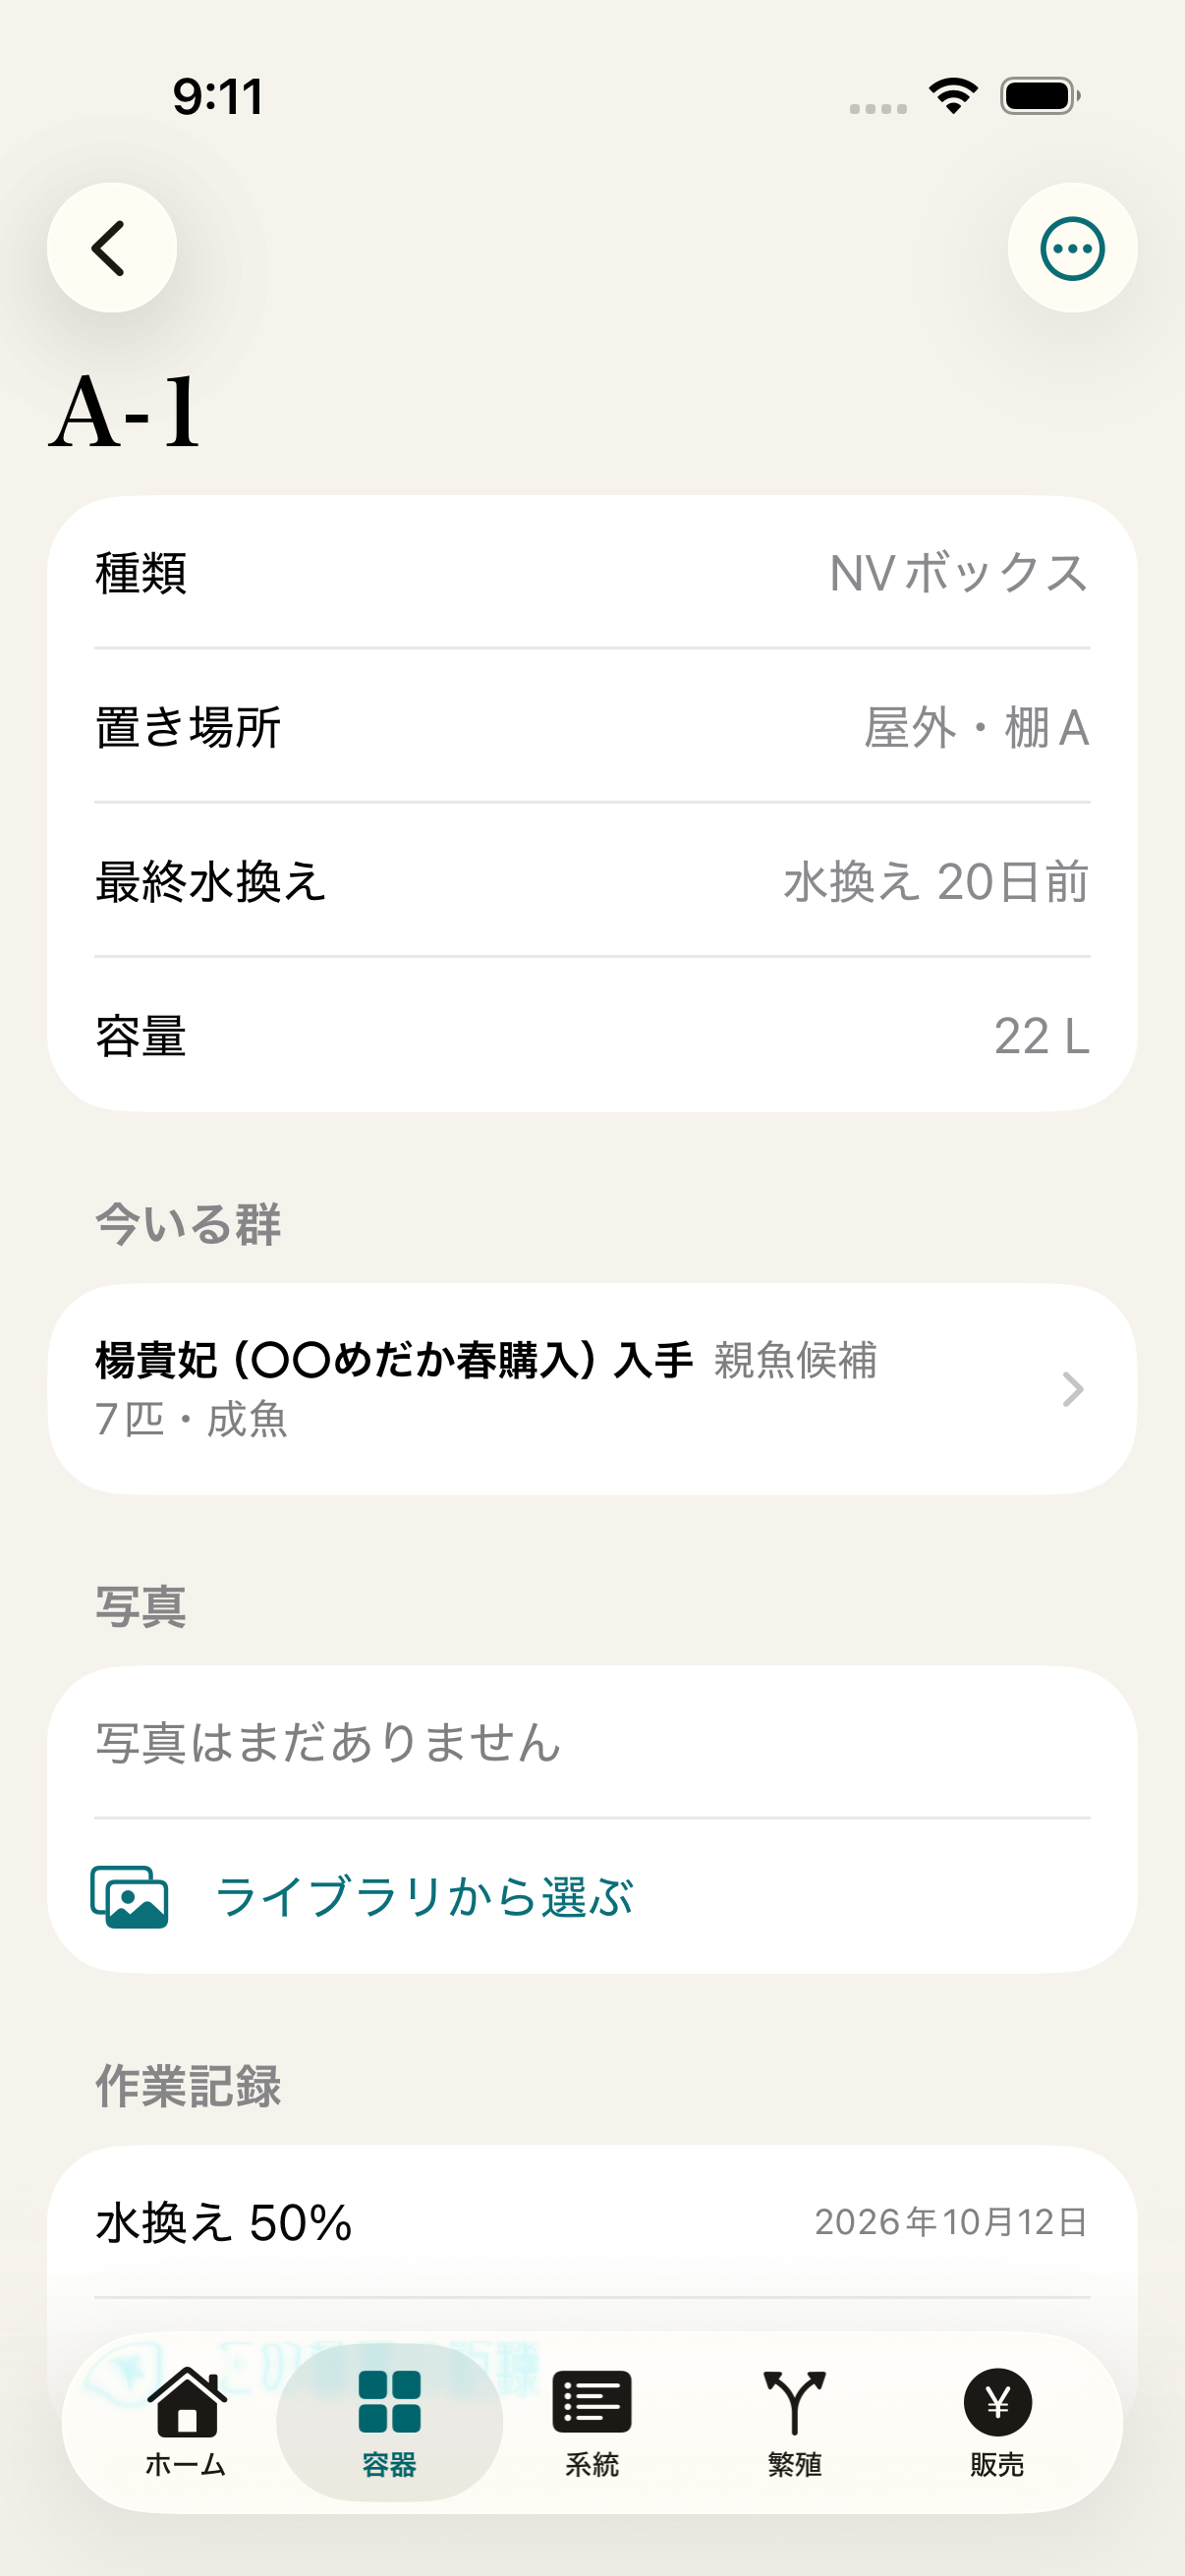 9:11
A-1
種類 NVボックス
置き場所 屋外・棚A
最終水換え 水換え 20日前
容量 22 L
今いる群
楊貴妃（〇〇めだか春購入）入手 親魚候補
7匹・成魚
写真
写真はまだありません
ライブラリから選ぶ
作業記録
水換え 50% 2026年10月12日
ホーム 容器 系統 繁殖 販売